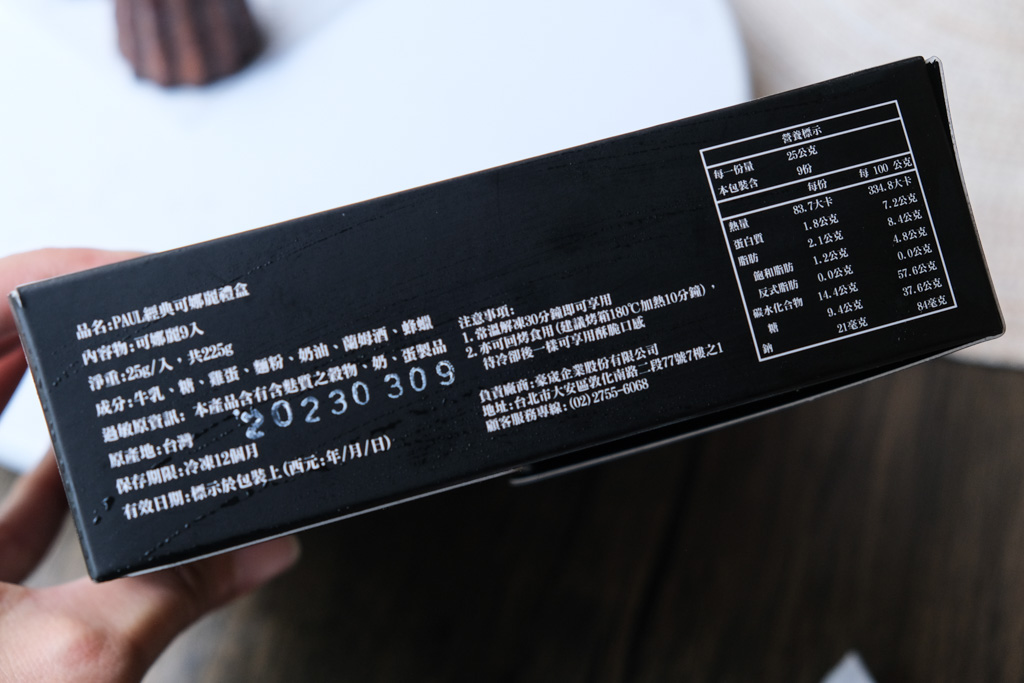 品名:PAUL經典可娜麗禮盒
內容物:可娜麗9入
淨重:25g/入,共225g
成分:牛乳、糖、雞蛋、麵粉、奶油、蘭姆酒、蜂蠟
過敏原資訊:本產品含有含麩質之穀物、奶、蛋製品
原產地:台灣
20230309
保存期限:冷凍12個月
有效日期:標示於包裝上(西元:年/月/日)
注意事項:
1. 常溫解凍30分鐘即可享用
2. 亦可回烤食用(建議烤箱180℃加熱10分鐘),
待冷卻後一樣可享用酥脆口感
負責廠商:豪宬企業股份有限公司
地址:台北市大安區敦化南路二段77號7樓之1
顧客服務專線:(02)2755-6068
營養標示
每一份量 25公克
本包裝含 9份
每份 每 100 公克
熱量 83.7大卡 334.8大卡
蛋白質 1.8公克 7.2公克
脂肪 2.1公克 8.4公克
飽和脂肪 1.2公克 4.8公克
反式脂肪 0.0公克 0.0公克
碳水化合物 14.4公克 57.6公克
糖 9.4公克 37.6公克
鈉 21毫克 84毫克